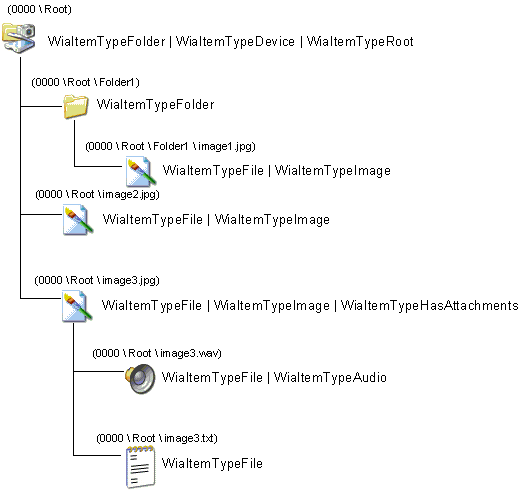 (0000 \ Root)
WiaItemTypeFolder | WiaItemTypeDevice | WiaItemTypeRoot
(0000 \ Root \ Folder1)
WiaItemTypeFolder
(0000 \ Root \ Folder1 \ image1.jpg)
WiaItemTypeFile | WiaItemTypeImage
(0000 \ Root \ image2.jpg)
WiaItemTypeFile | WiaItemTypeImage
(0000 \ Root \ image3.jpg)
WiaItemTypeFile | WiaItemTypeImage | WiaItemTypeHasAttachments
(0000 \ Root \ image3.wav)
WiaItemTypeFile | WiaItemTypeAudio
(0000 \ Root \ image3.txt)
WiaItemTypeFile